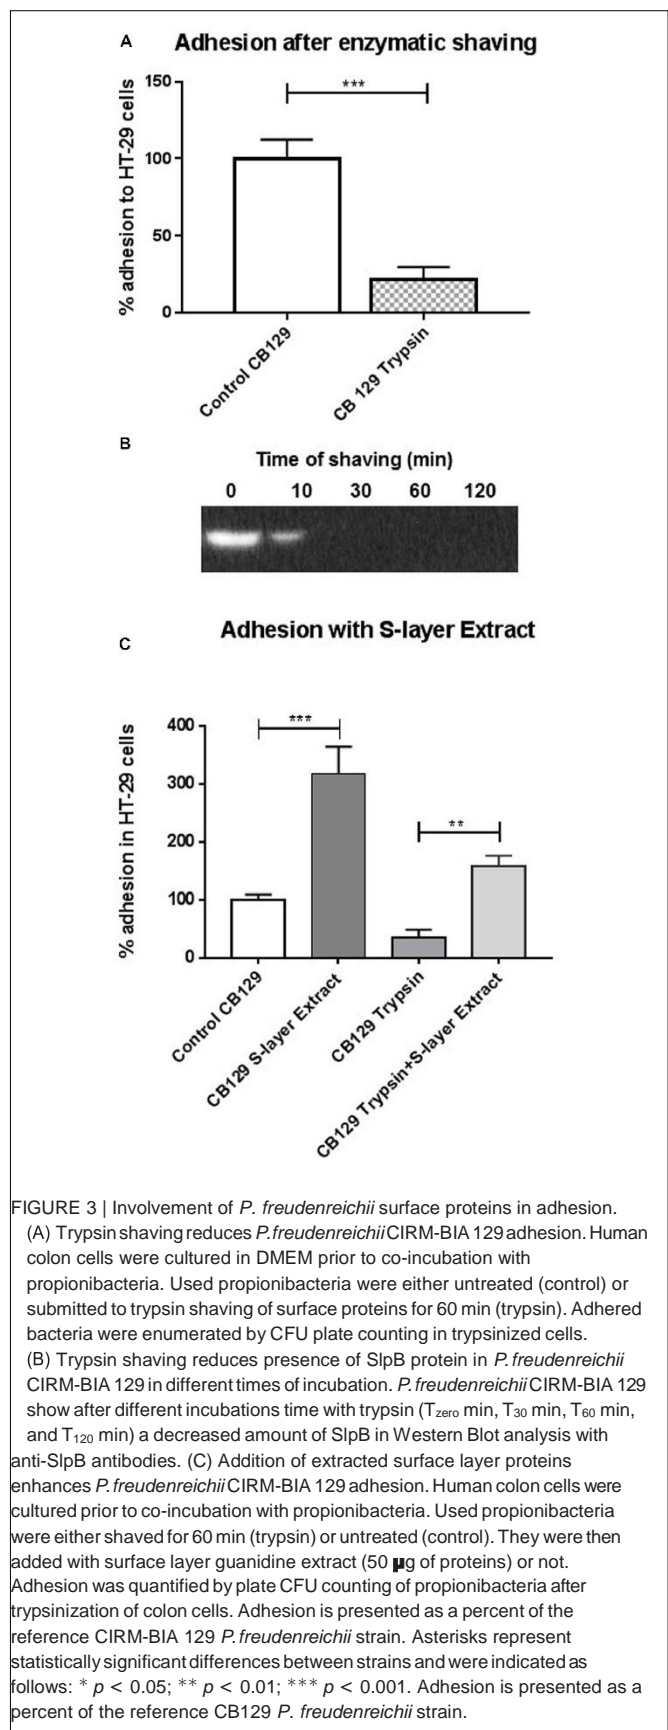 A Adhesion after enzymatic shaving
% adhesion to HT-29 cells
150
***
100
50
0
Control CB129
CB 129 Trypsin
B
Time of shaving (min)
0 10 30 60 120
Adhesion with S-layer Extract
C
% adhesion in HT-29 cells
400
***
300
200
**
100
0
Control CB129
CB129 S-layer Extract
CB129 Trypsin
CB129 Trypsin+S-layer Extract
FIGURE 3 | Involvement of P. freudenreichii surface proteins in adhesion.
(A) Trypsin shaving reduces P. freudenreichii CIRM-BIA 129 adhesion. Human
colon cells were cultured in DMEM prior to co-incubation with
propionibacteria. Used propionibacteria were either untreated (control) or
submitted to trypsin shaving of surface proteins for 60 min (trypsin). Adhered
bacteria were enumerated by CFU plate counting in trypsinized cells.
(B) Trypsin shaving reduces presence of SlpB protein in P. freudenreichii
CIRM-BIA 129 in different times of incubation. P. freudenreichii CIRM-BIA 129
show after different incubations time with trypsin (Tzero min, T30 min, T60 min,
and T120 min) a decreased amount of SlpB in Western Blot analysis with
anti-SlpB antibodies. (C) Addition of extracted surface layer proteins
enhances P. freudenreichii CIRM-BIA 129 adhesion. Human colon cells were
cultured prior to co-incubation with propionibacteria. Used propionibacteria
were either shaved for 60 min (trypsin) or untreated (control). They were then
added with surface layer guanidine extract (50 µg of proteins) or not.
Adhesion was quantified by plate CFU counting of propionibacteria after
trypsinization of colon cells. Adhesion is presented as a percent of the
reference CIRM-BIA 129 P. freudenreichii strain. Asterisks represent
statistically significant differences between strains and were indicated as
follows: * p < 0.05; ** p < 0.01; *** p < 0.001. Adhesion is presented as a
percent of the reference CB129 P. freudenreichii strain.